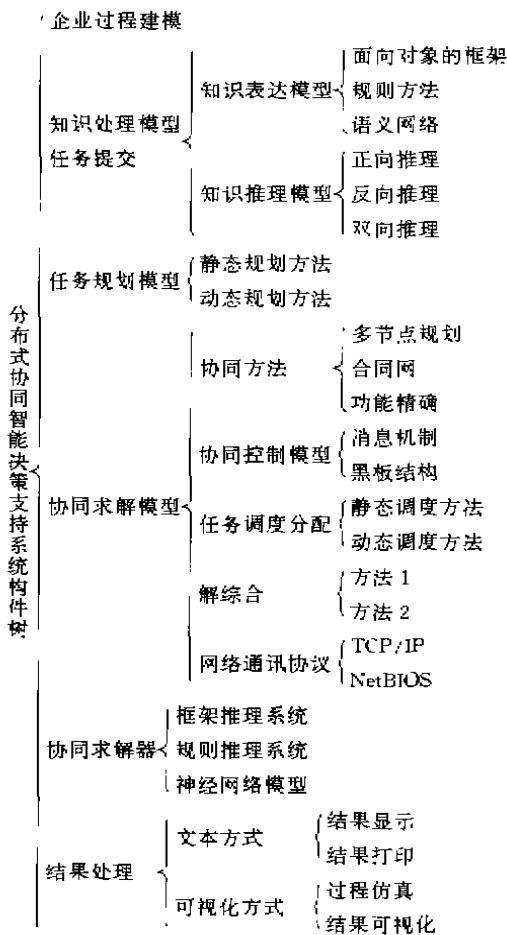 企业过程建模
面向对象的框架
知识表达模型
规则方法
语义网络
知识处理模型
任务提交
正向推理
知识推理模型
反向推理
双向推理
静态规划方法
任务规划模型
动态规划方法
分布式协同智能决策支持系统构件树
多节点规划
协同方法
合同网
功能精确
消息机制
协同控制模型
黑板结构
协同求解模型
静态调度方法
任务调度分配
动态调度方法
方法1
解综合
方法2
TCP/IP
网络通讯协议
NetBIOS
框架推理系统
协同求解器
规则推理系统
神经网络模型
结果显示
文本方式
结果打印
结果处理
过程仿真
可视化方式
结果可视化